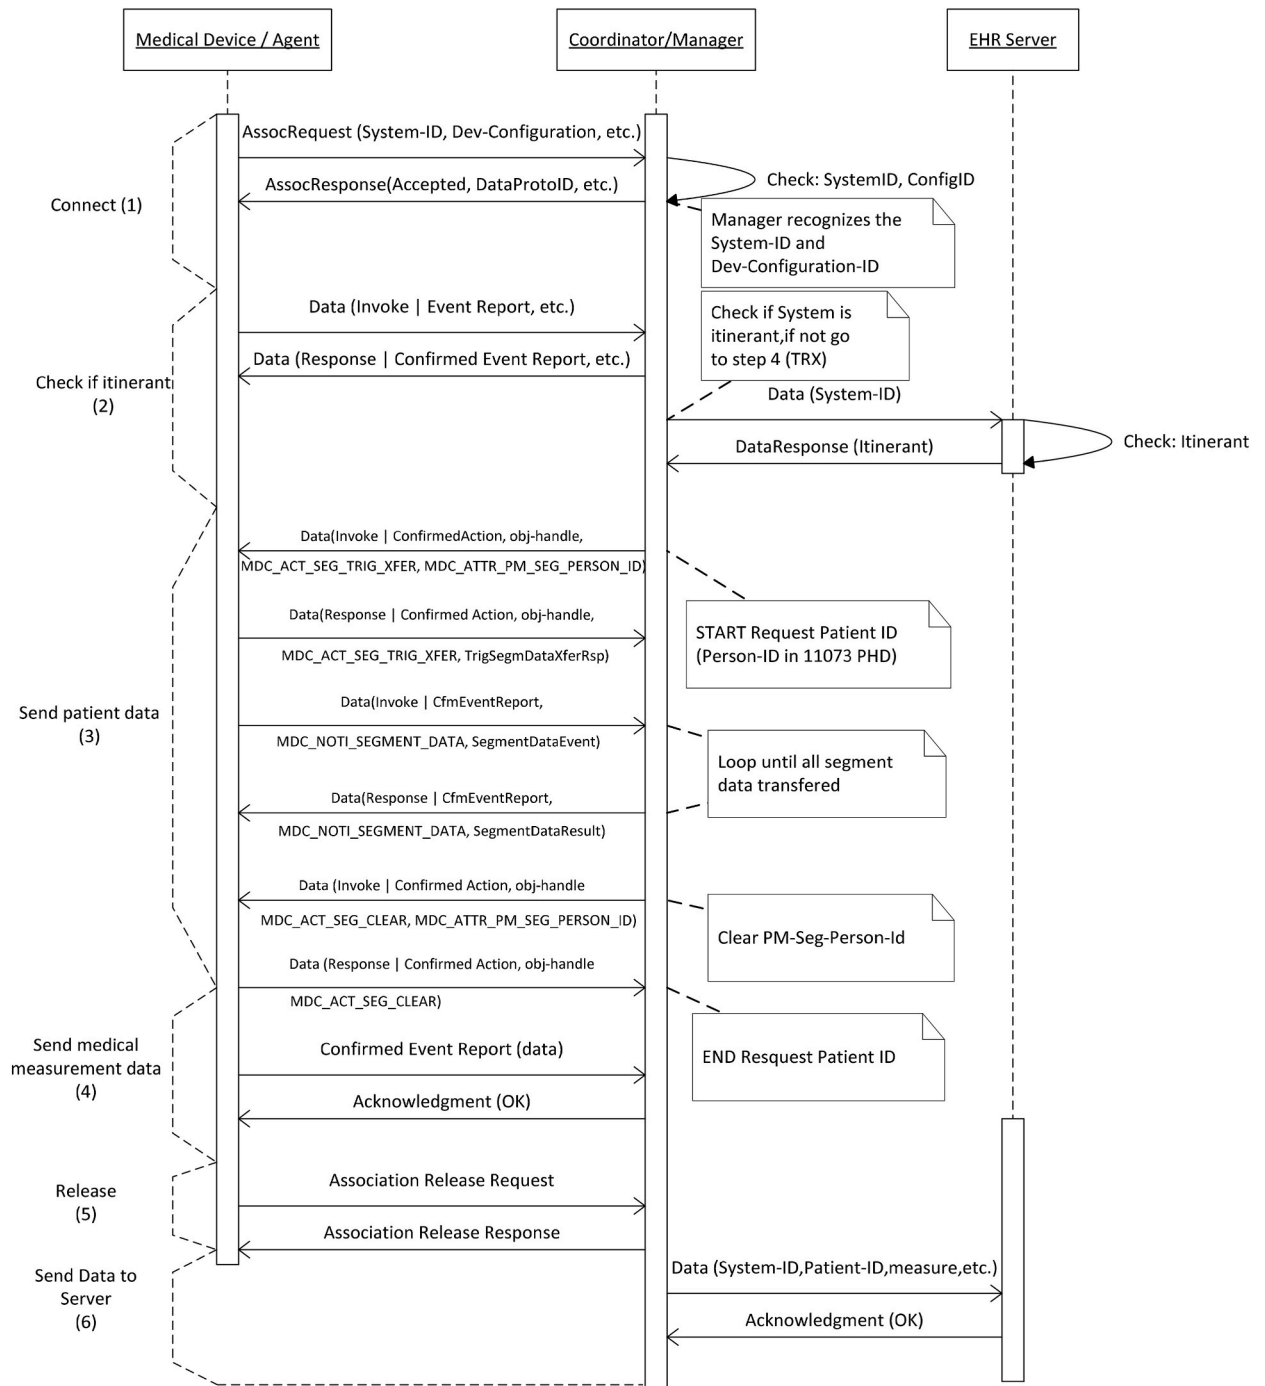 Medical Device / Agent
Coordinator/Manager
EHR Server
AssocRequest (System-ID, Dev-Configuration, etc.)
AssocResponse(Accepted, DataProtoID, etc.)
Check: SystemID, ConfigID
Connect (1)
Manager recognizes the
System-ID and
Dev-Configuration-ID
Data (Invoke | Event Report, etc.)
Check if System is
itinerant,if not go
to step 4 (TRX)
Data (Response | Confirmed Event Report, etc.)
Check if itinerant
(2)
Data (System-ID)
DataResponse (Itinerant)
Check: Itinerant
Data(Invoke | ConfirmedAction, obj-handle,
MDC_ACT_SEG_TRIG_XFER, MDC_ATTR_PM_SEG_PERSON_ID)
START Request Patient ID
(Person-ID in 11073 PHD)
Data(Response | Confirmed Action, obj-handle,
MDC_ACT_SEG_TRIG_XFER, TrigSegmDataXferRsp)
Send patient data
(3)
Data(Invoke | CfmEventReport,
MDC_NOTI_SEGMENT_DATA, SegmentDataEvent)
Loop until all segment
data transfered
Data(Response | CfmEventReport,
MDC_NOTI_SEGMENT_DATA, SegmentDataResult)
Data (Invoke | Confirmed Action, obj-handle
MDC_ACT_SEG_CLEAR, MDC_ATTR_PM_SEG_PERSON_ID)
Clear PM-Seg-Person-Id
Data (Response | Confirmed Action, obj-handle
MDC_ACT_SEG_CLEAR)
Send medical
measurement data
(4)
Confirmed Event Report (data)
END Resquest Patient ID
Acknowledgment (OK)
Release
(5)
Association Release Request
Association Release Response
Send Data to
Server
(6)
Data (System-ID,Patient-ID,measure,etc.)
Acknowledgment (OK)